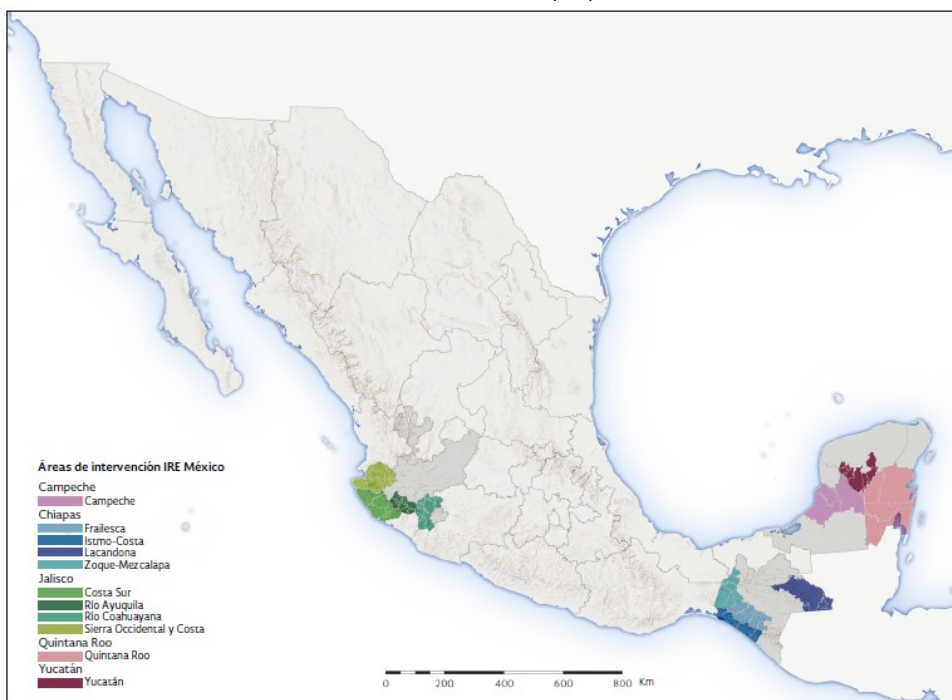 Áreas de intervención IRE México
Campeche
Campeche
Chiapas
Frailesca
Istmo-Costa
Lacandona
Zoque-Mezcalapa
Jalisco
Costa Sur
Río Ayuquila
Río Coahuayana
Sierra Occidental y Costa
Quintana Roo
Quintana Roo
Yucatán
Yucatán
0 200 400 600 800 Km